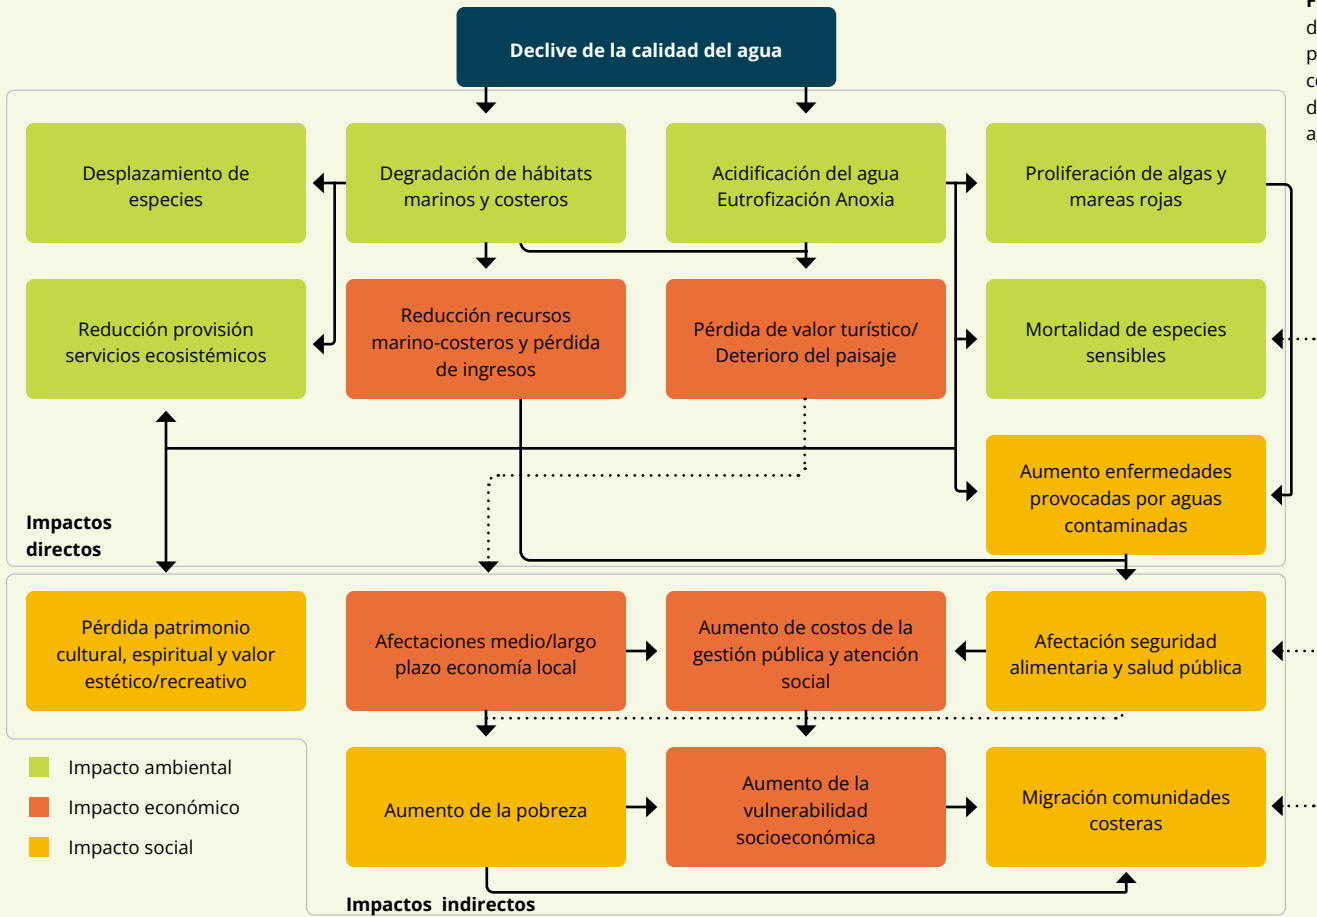 Declive de la calidad del agua
Desplazamiento de
especies
Degradación de hábitats
marinos y costeros
Acidificación del agua
Eutrofización Anoxia
Proliferación de algas y
mareas rojas
Reducción provisión
servicios ecosistémicos
Reducción recursos
marino-costeros y pérdida
de ingresos
Pérdida de valor turístico/
Deterioro del paisaje
Mortalidad de especies
sensibles
Aumento enfermedades
provocadas por aguas
contaminadas
Impactos
directos
Pérdida patrimonio
cultural, espiritual y valor
estético/recreativo
Afectaciones medio/largo
plazo economía local
Aumento de costos de la
gestión pública y atención
social
Afectación seguridad
alimentaria y salud pública
Aumento de la pobreza
Aumento de la
vulnerabilidad
socioeconómica
Migración comunidades
costeras
Impacto ambiental
Impacto económico
Impacto social
Impactos indirectos